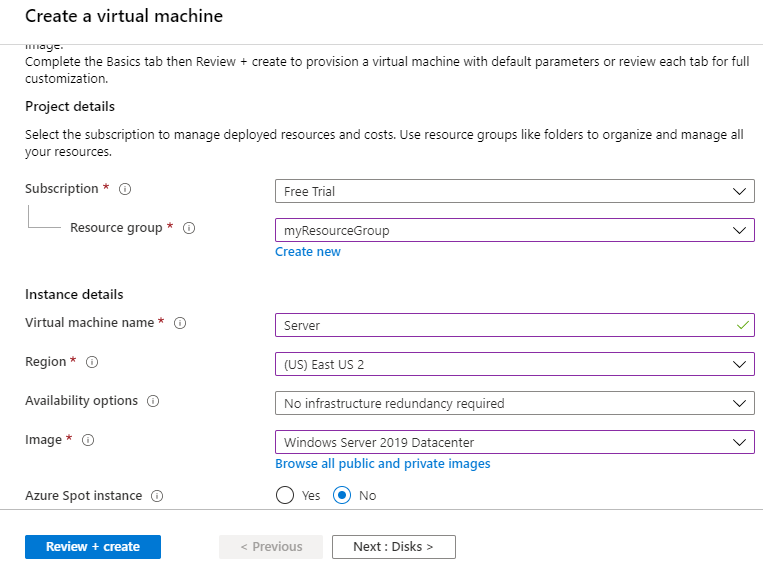 Create a virtual machine
image.
Complete the Basics tab then Review + create to provision a virtual machine with default parameters or review each tab for full
customization.
Project details
Select the subscription to manage deployed resources and costs. Use resource groups like folders to organize and manage all
your resources.
Subscription *
Free Trial
Resource group *
myResourceGroup
Create new
Instance details
Virtual machine name *
Server
Region *
(US) East US 2
Availability options
No infrastructure redundancy required
Image *
Windows Server 2019 Datacenter
Browse all public and private images
Azure Spot instance
Yes No
Review + create
< Previous
Next : Disks >